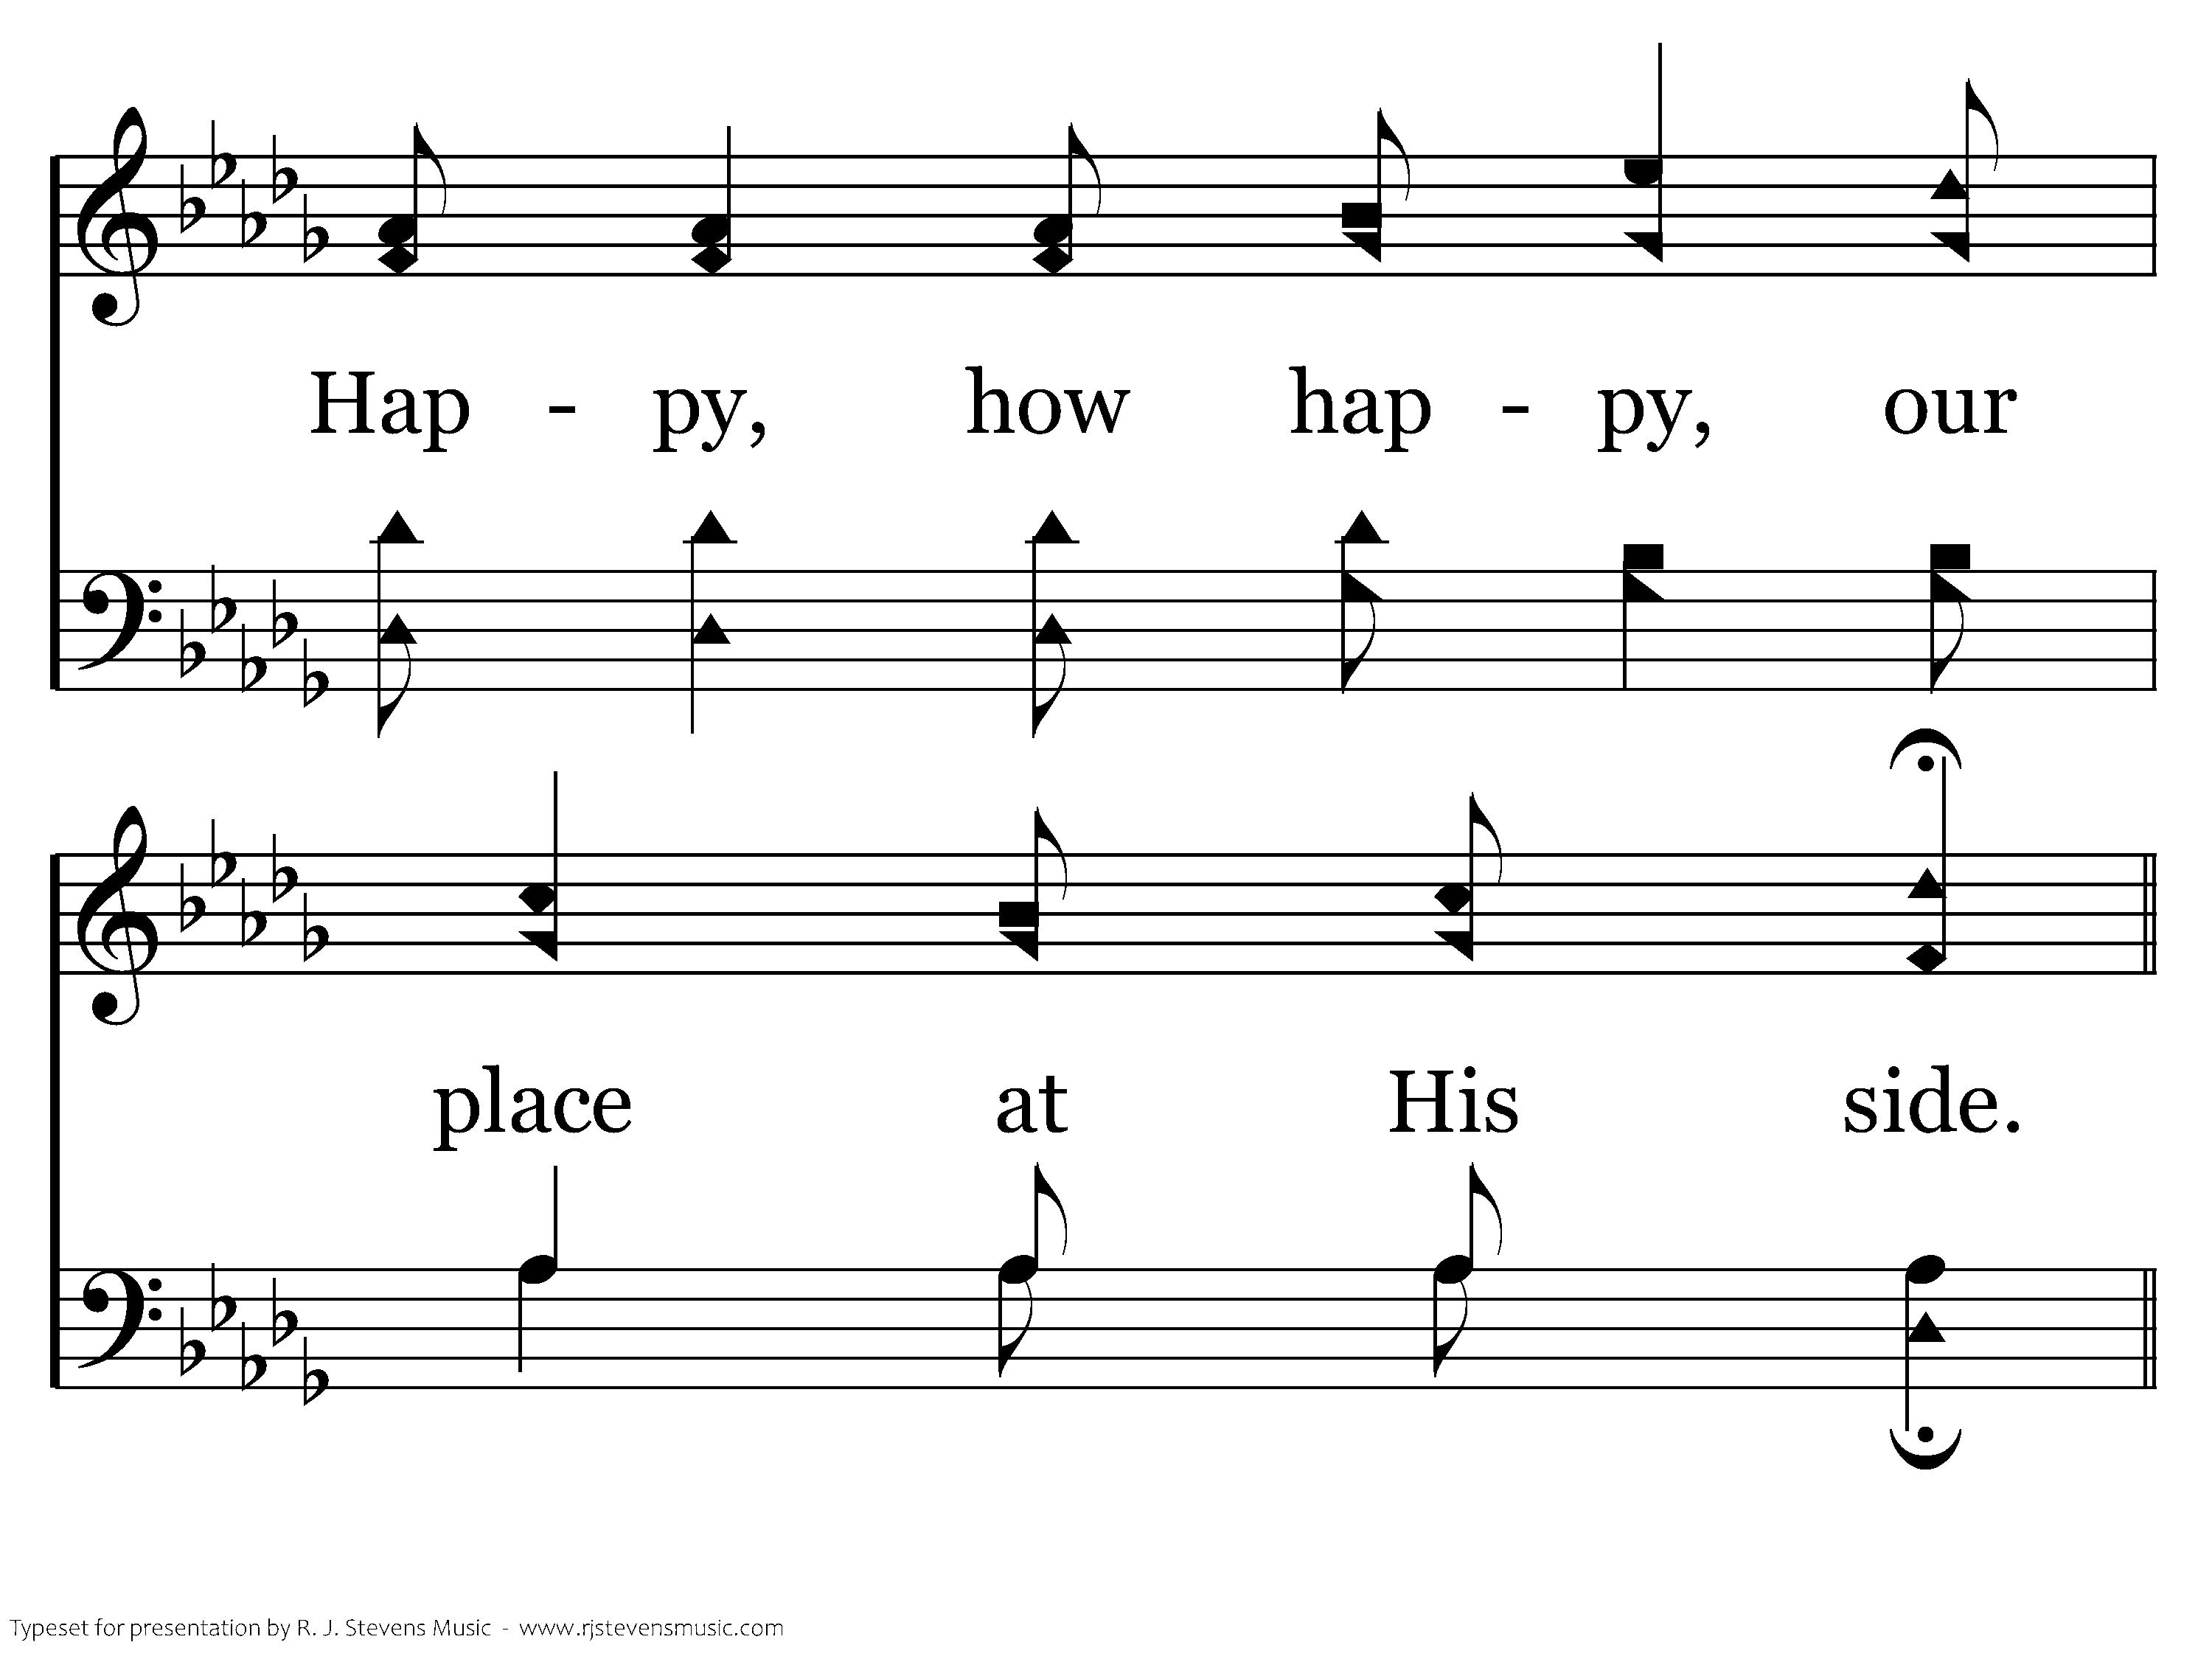 Hap - py, how hap - py, our
place at His side.
Typeset for presentation by R. J. Stevens Music - www.rjstevensmusic.com